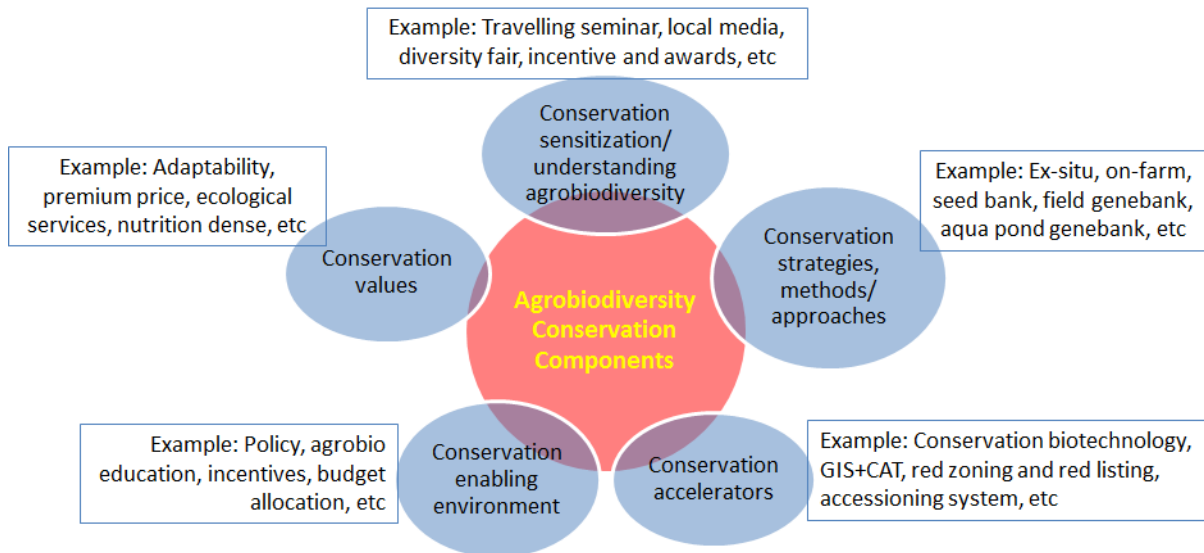 Example: Travelling seminar, local media,
diversity fair, incentive and awards, etc
Conservation
sensitization/
understanding
agrobiodiversity
Example: Adaptability,
premium price, ecological
services, nutrition dense, etc
Conservation
values
Example: Ex-situ, on-farm,
seed bank, field genebank,
aqua pond genebank, etc
Conservation
strategies,
methods/
approaches
Agrobiodiversity
Conservation
Components
Example: Policy, agrobio
education, incentives, budget
allocation, etc
Conservation
enabling
environment
Conservation
accelerators
Example: Conservation biotechnology,
GIS+CAT, red zoning and red listing,
accessioning system, etc